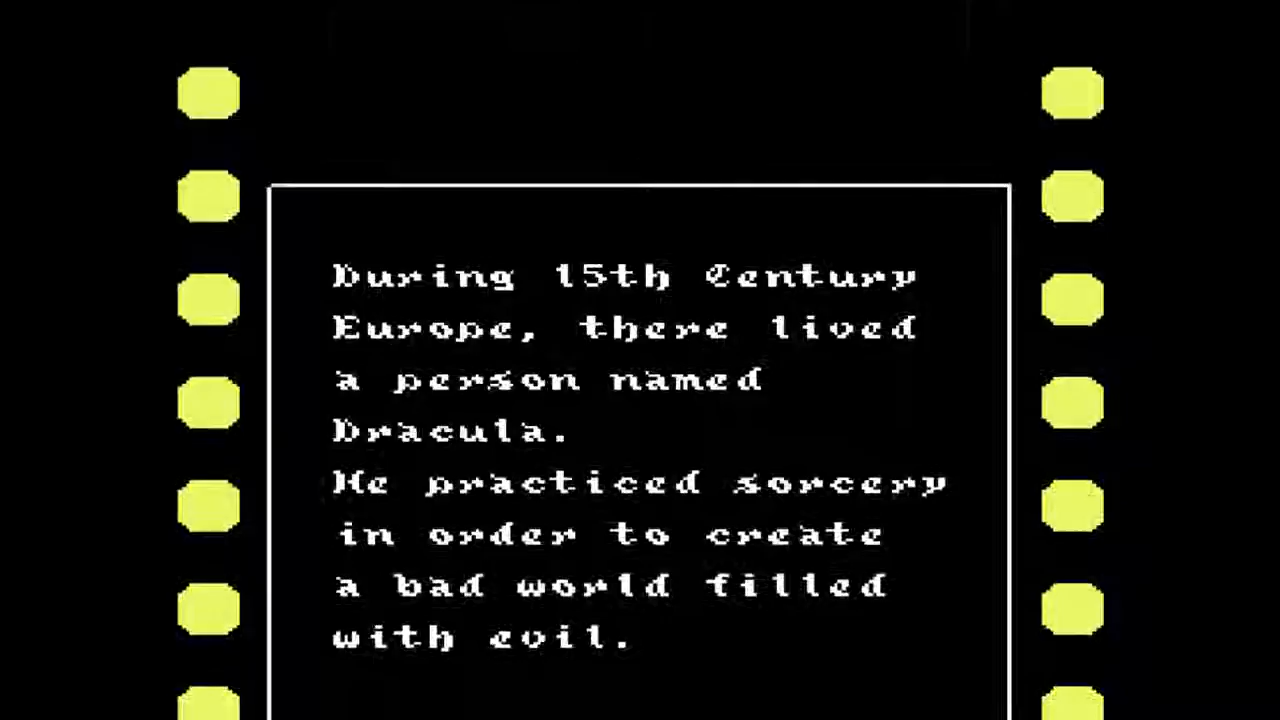 During 15th Century
Europe, there lived
a person named
Dracula.
He practiced sorcery
in order to create
a bad world filled
with evil.